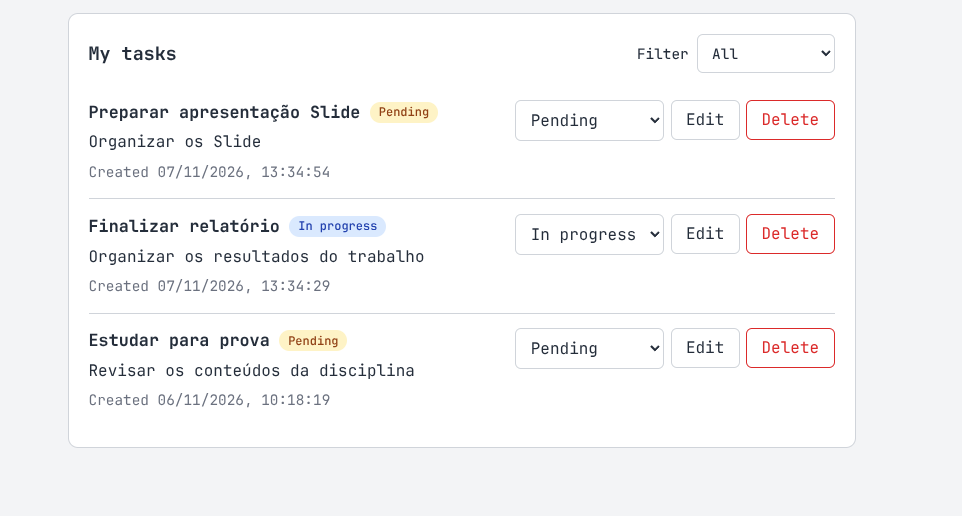 My tasks
Filter All
Preparar apresentação Slide Pending
Pending Edit Delete
Organizar os Slide
Created 07/11/2026, 13:34:54
Finalizar relatório In progress
In progress Edit Delete
Organizar os resultados do trabalho
Created 07/11/2026, 13:34:29
Estudar para prova Pending
Pending Edit Delete
Revisar os conteúdos da disciplina
Created 06/11/2026, 10:18:19